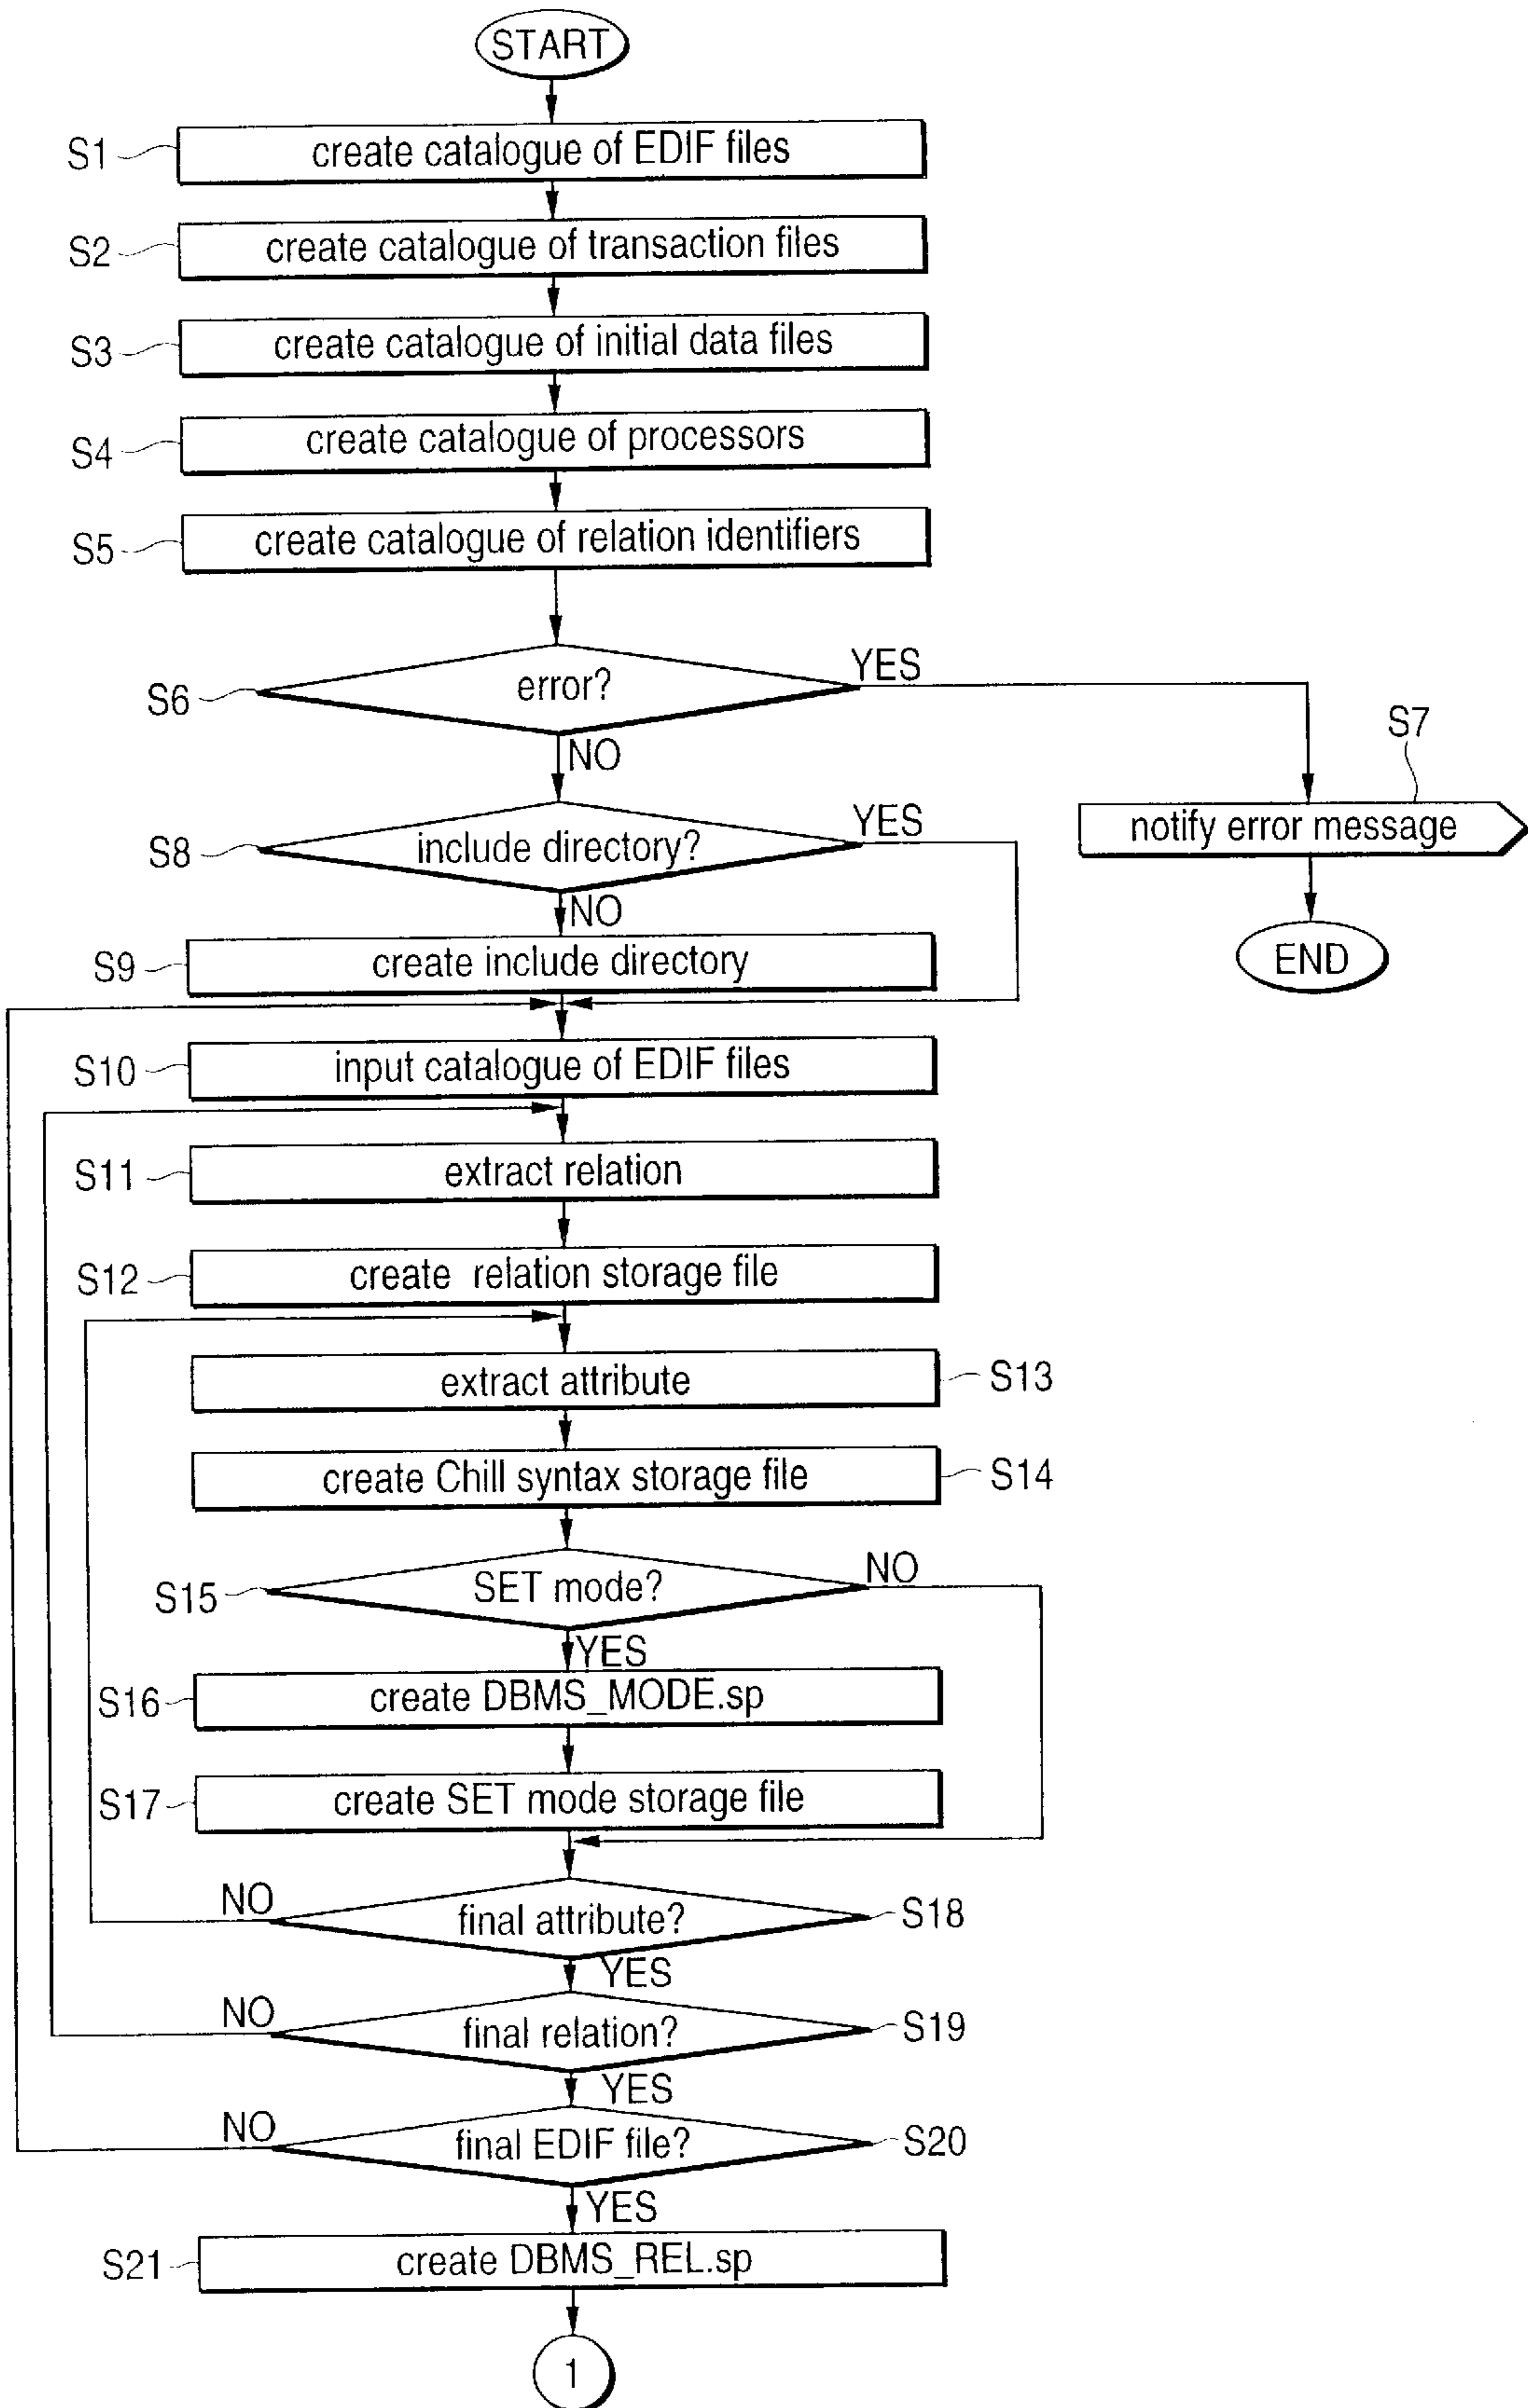 START
S1
create catalogue of EDIF files
S2
create catalogue of transaction files
S3
create catalogue of initial data files
S4
create catalogue of processors
S5
create catalogue of relation identifiers
S6
error?
YES
NO
S7
notify error message
END
S8
include directory?
YES
NO
S9
create include directory
S10
input catalogue of EDIF files
S11
extract relation
S12
create relation storage file
extract attribute
S13
create Chill syntax storage file
S14
S15
SET mode?
NO
YES
S16
create DBMS_MODE.sp
S17
create SET mode storage file
NO
final attribute?
S18
YES
NO
final relation?
S19
YES
NO
final EDIF file?
S20
YES
S21
create DBMS_REL.sp
1